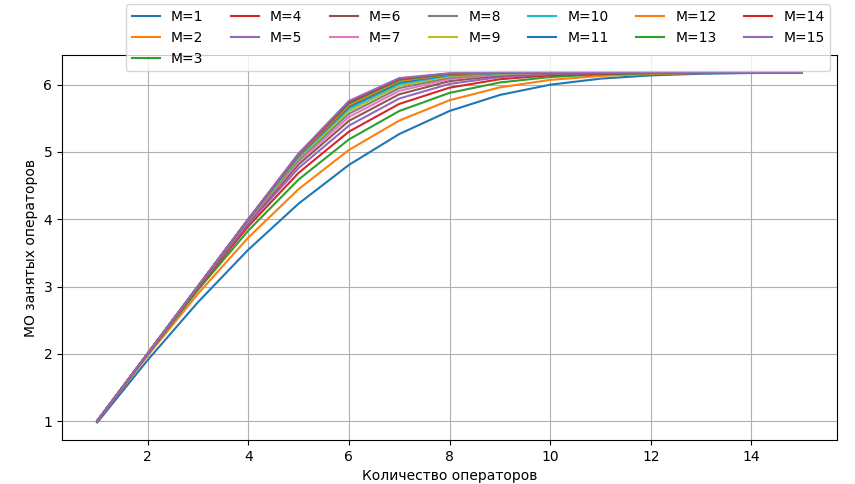 M=1 M=4 M=6 M=8 M=10 M=12 M=14
M=2 M=5 M=7 M=9 M=11 M=13 M=15
M=3
6
5
4
3
2
1
МО занятых операторов
2 4 6 8 10 12 14
Количество операторов